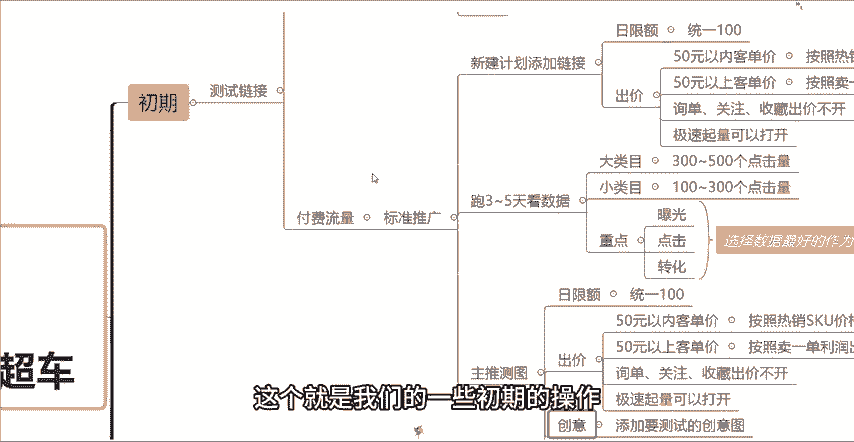 日限额 统一100
新建计划添加链接
50元以内客单价 按照热销
出价
50元以上客单价 按照卖一
询单、关注、收藏出价不开
极速起量可以打开
初期
测试链接
大类目 300~500个点击量
小类目 100~300个点击量
跑3~5天看数据
付费流量 标准推广
曝光
重点 点击 选择数据最好的作为
转化
日限额 统一100
50元以内客单价 按照热销SKU价格
出价
50元以上客单价 按照卖一单利润出
主推测图
询单、关注、收藏出价不开
极速起量可以打开
创意 添加要测试的创意图
超车
这个就是我们的一些初期的操作